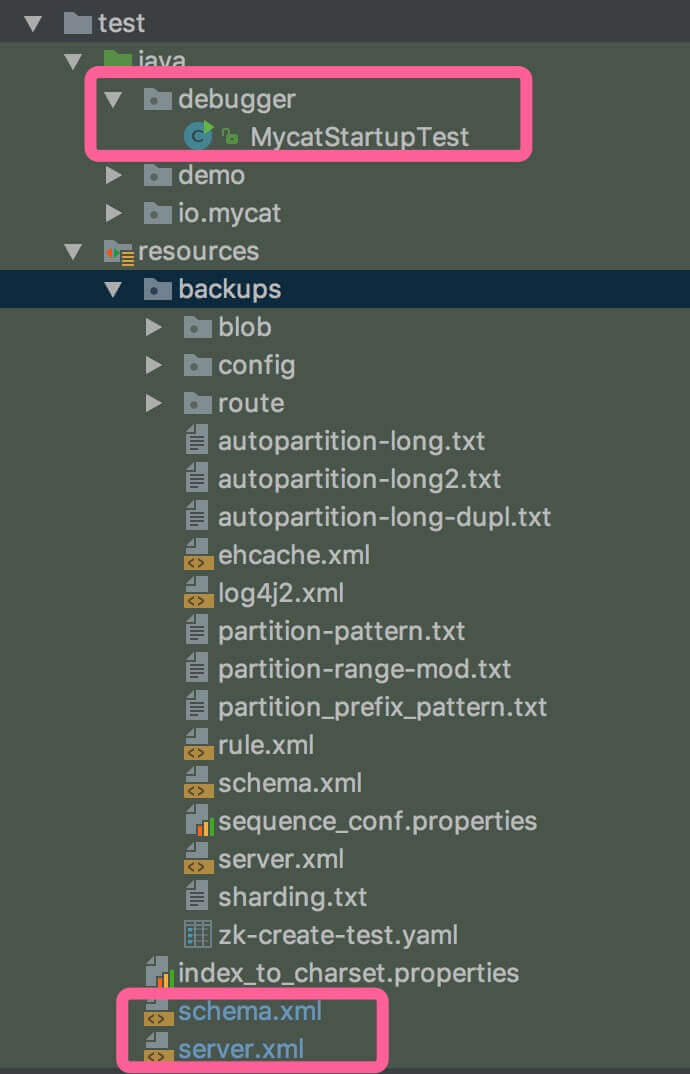 test
java
debugger
MycatStartupTest
demo
io.mycat
resources
backups
blob
config
route
autopartition-long.txt
autopartition-long2.txt
autopartition-long-dupl.txt
ehcache.xml
log4j2.xml
partition-pattern.txt
partition-range-mod.txt
partition_prefix_pattern.txt
rule.xml
schema.xml
sequence_conf.properties
server.xml
sharding.txt
zk-create-test.yaml
index_to_charset.properties
schema.xml
server.xml